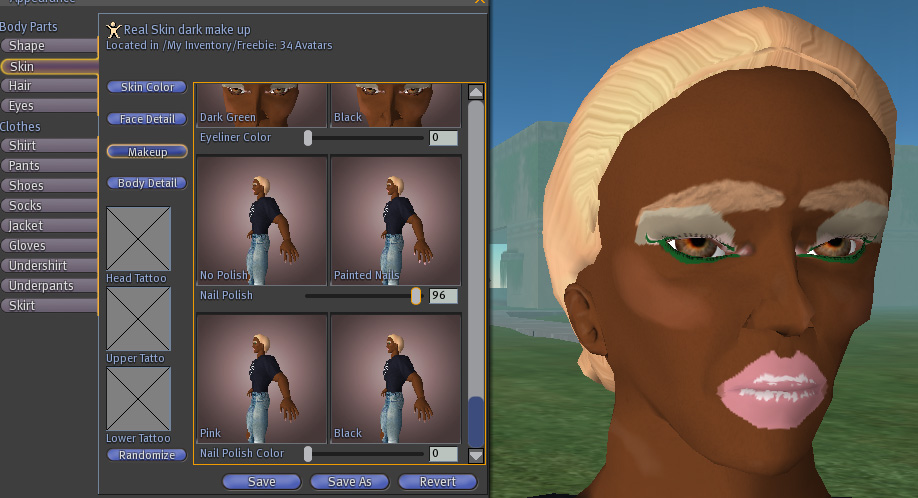 Appearance
Real Skin dark make up
Located in /My Inventory/Freebie: 34 Avatars
Body Parts
Shape
Skin
Hair
Eyes
Clothes
Shirt
Pants
Shoes
Socks
Jacket
Gloves
Undershirt
Underpants
Skirt
Skin Color
Face Detail
Makeup
Body Detail
Head Tattoo
Upper Tatto
Lower Tattoo
Randomize
Dark Green
Black
Eyeliner Color 0
No Polish
Painted Nails
Nail Polish 96
Pink
Black
Nail Polish Color 0
Save
Save As
Revert